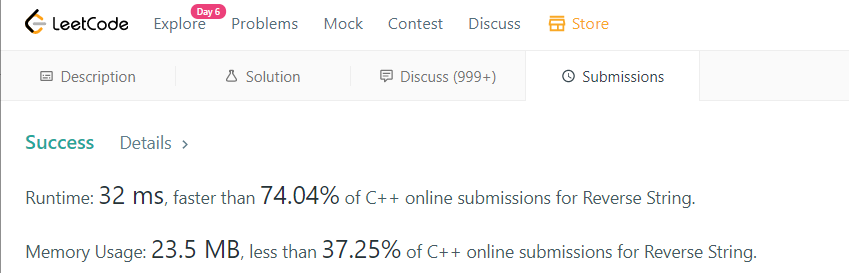 Day 6
LeetCode Explore Problems Mock Contest Discuss Store
Description Solution Discuss (999+) Submissions
Success Details >
Runtime: 32 ms, faster than 74.04% of C++ online submissions for Reverse String.
Memory Usage: 23.5 MB, less than 37.25% of C++ online submissions for Reverse String.